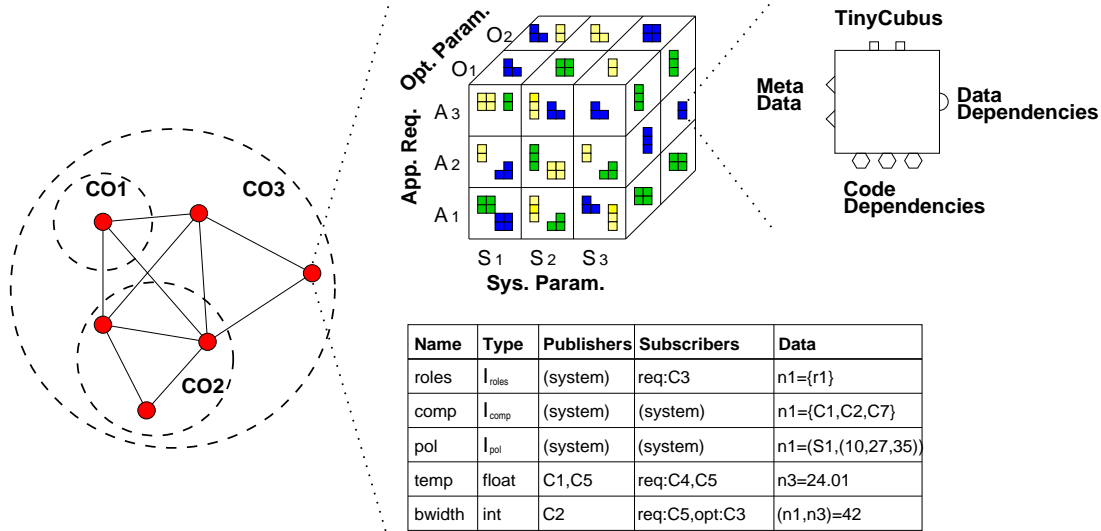 CO1
CO3
CO2
Opt. Param.
O2
O1
App. Req.
A3
A2
A1
S1 S2 S3
Sys. Param.
TinyCubus
Meta
Data
Data
Dependencies
Code
Dependencies
Name Type Publishers Subscribers Data
roles Iroles (system) req:C3 n1={r1}
comp Icomp (system) (system) n1={C1,C2,C7}
pol Ipol (system) (system) n1=(S1,(10,27,35))
temp float C1,C5 req:C4,C5 n3=24.01
bwidth int C2 req:C5,opt:C3 (n1,n3)=42